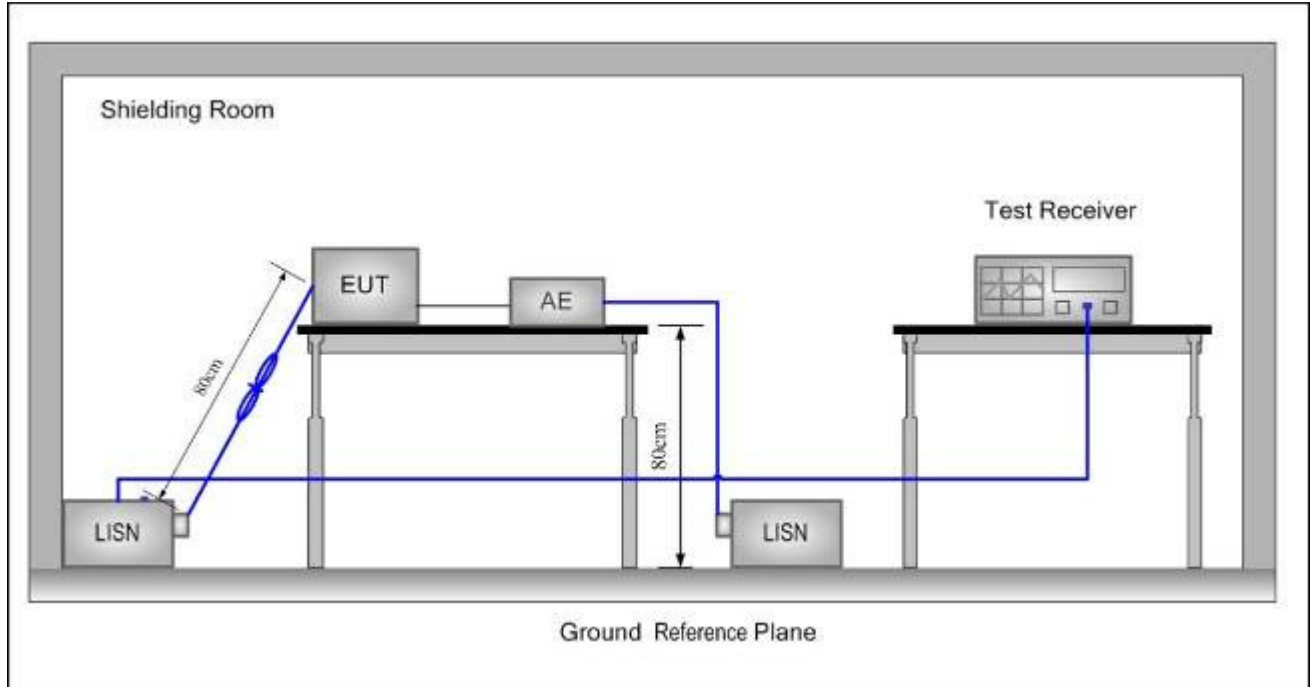 Shielding Room
Test Receiver
EUT
AE
80cm
80cm
LISN
LISN
Ground Reference Plane